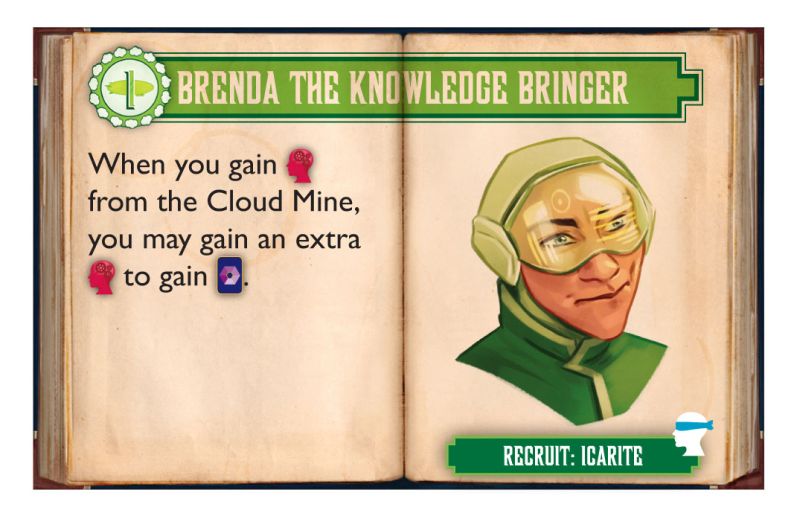 BRENDA THE KNOWLEDGE BRINGER
When you gain
from the Cloud Mine,
you may gain an extra
to gain .
RECRUIT: ICARITE